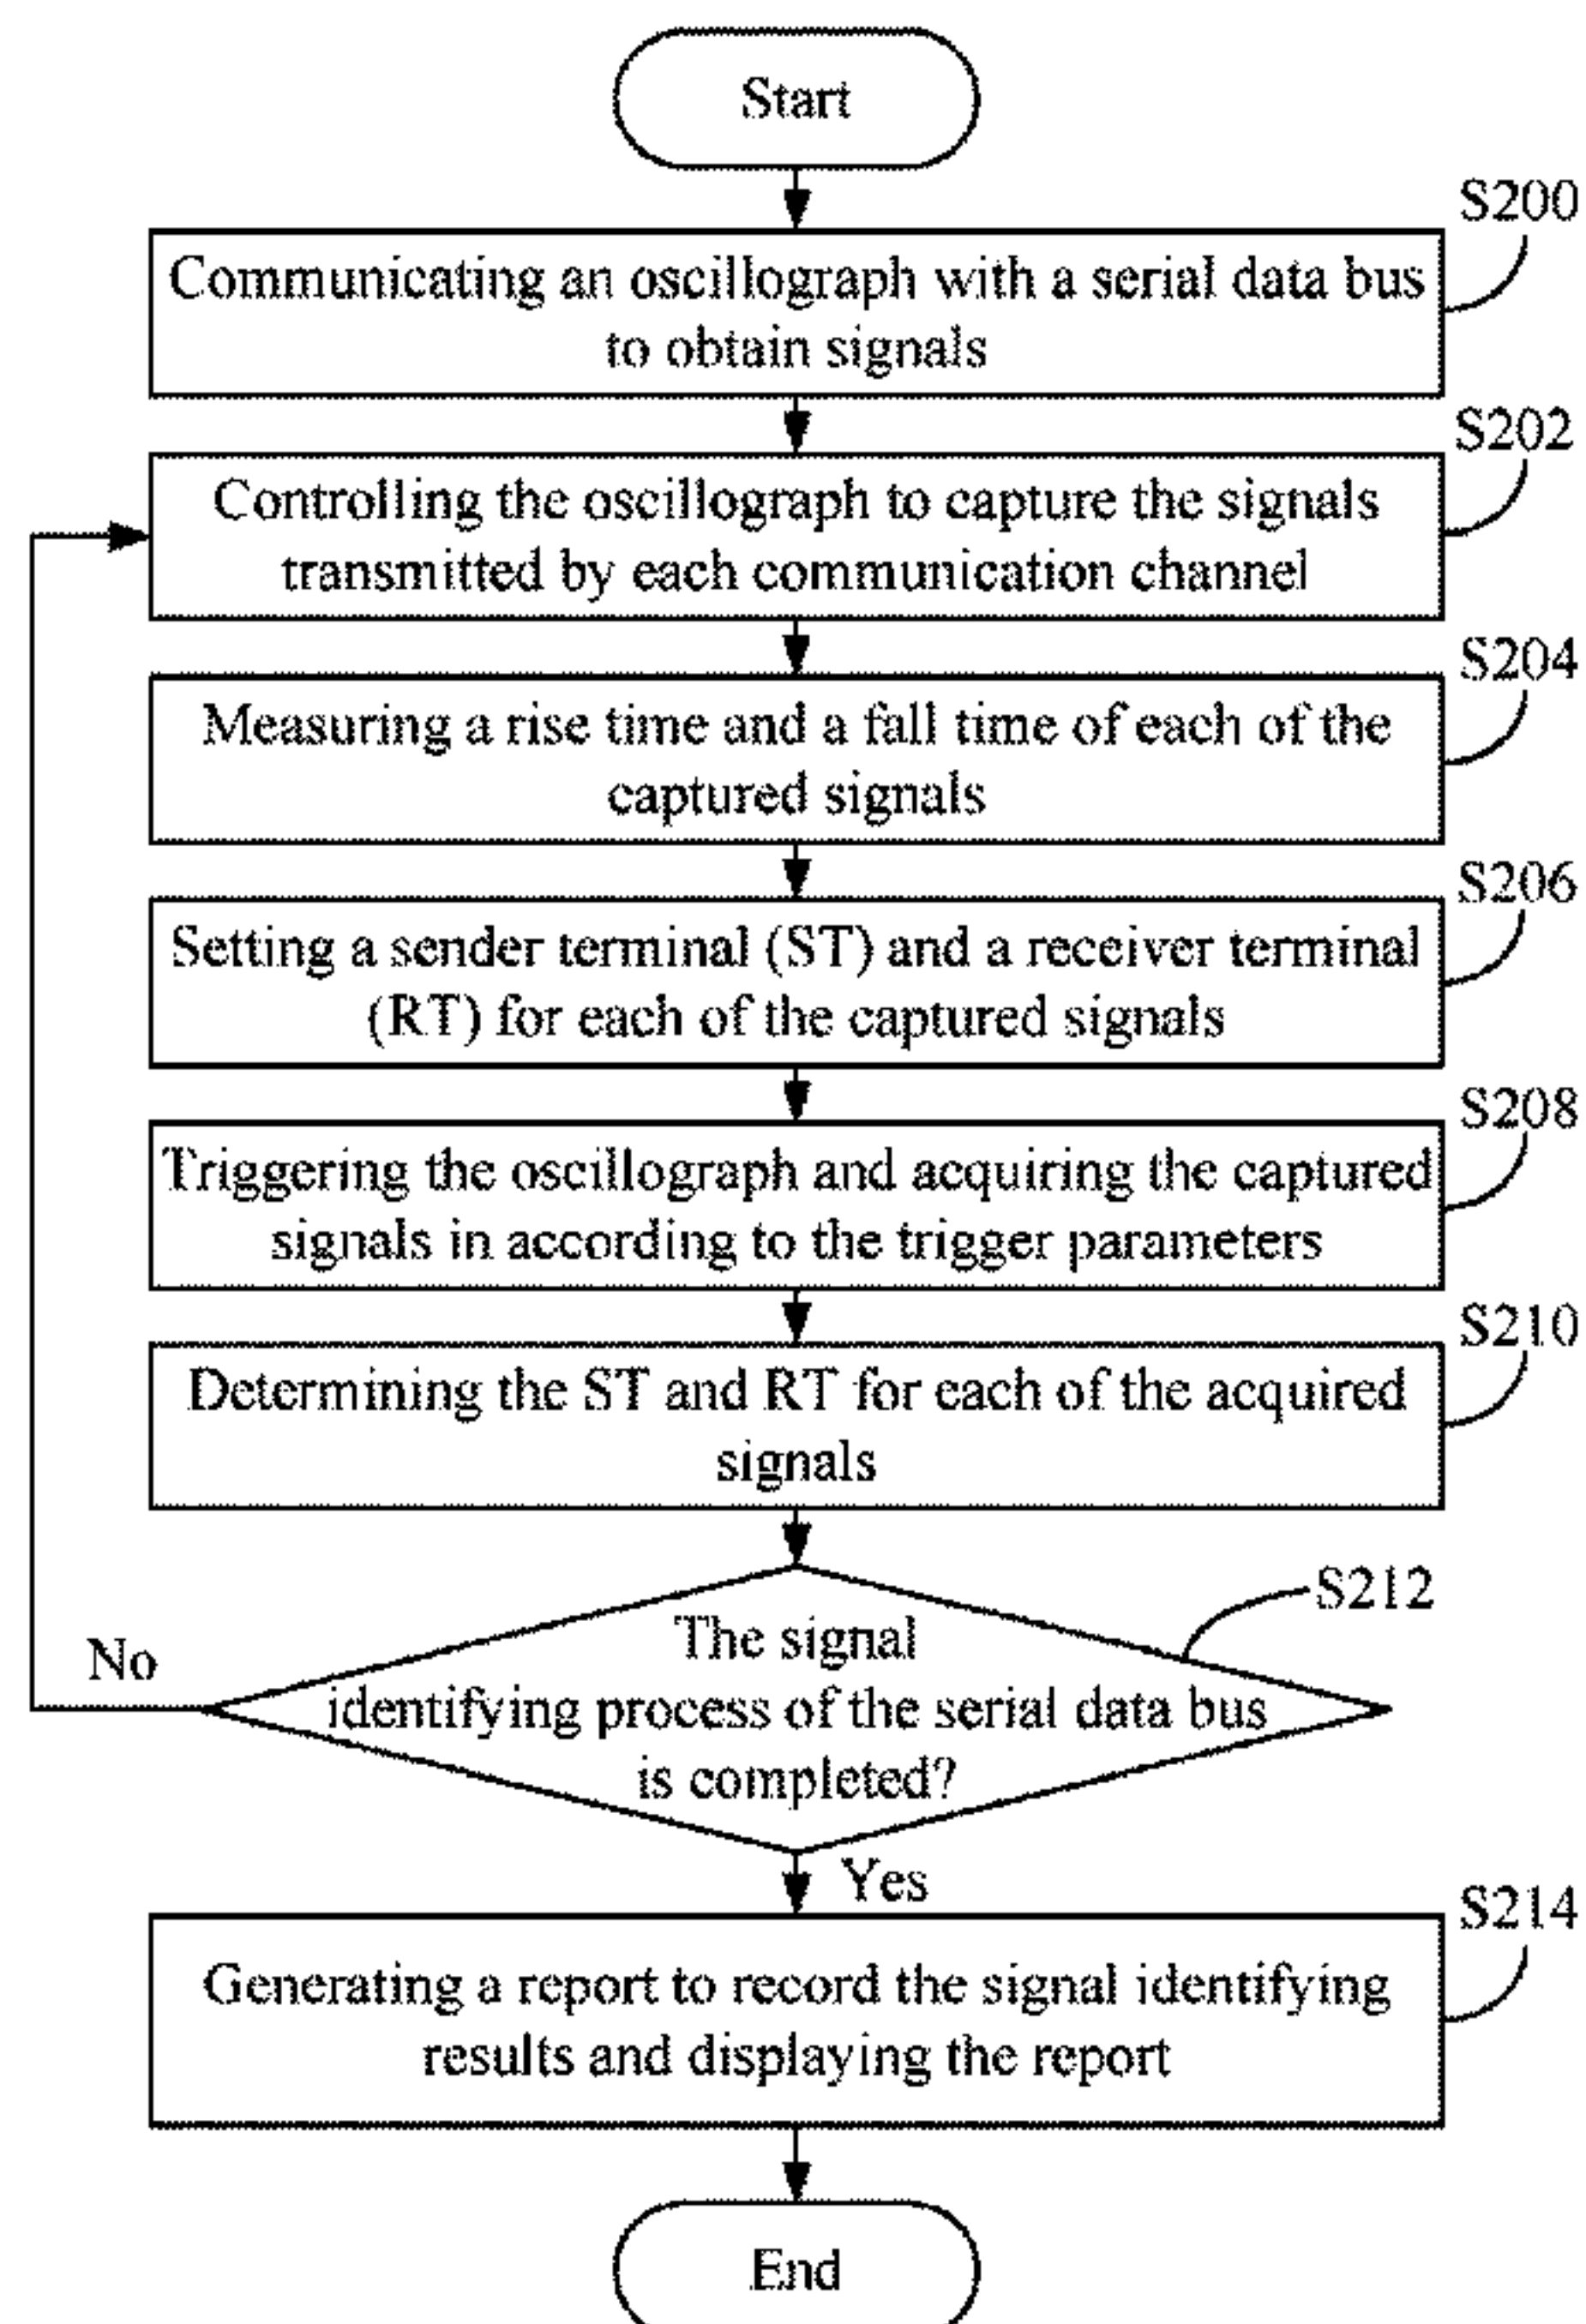 Start
S200
Communicating an oscillograph with a serial data bus
to obtain signals
S202
Controlling the oscillograph to capture the signals
transmitted by each communication channel
S204
Measuring a rise time and a fall time of each of the
captured signals
S206
Setting a sender terminal (ST) and a receiver terminal
(RT) for each of the captured signals
S208
Triggering the oscillograph and acquiring the captured
signals in according to the trigger parameters
S210
Determining the ST and RT for each of the acquired
signals
S212
The signal
identifying process of the serial data bus
is completed?
No
Yes
S214
Generating a report to record the signal identifying
results and displaying the report
End